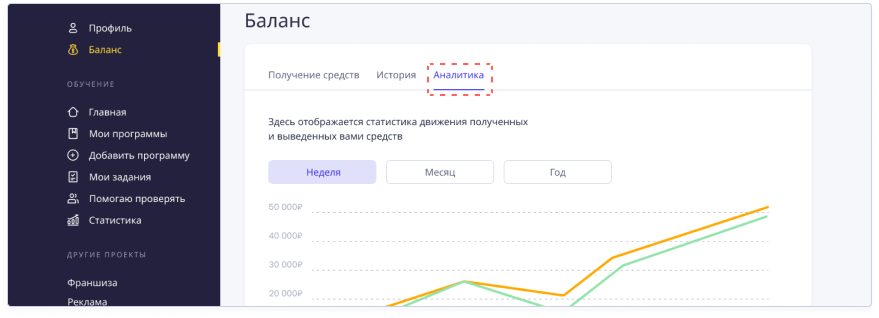 Профиль
Баланс
ОБУЧЕНИЕ
Главная
Мои программы
Добавить программу
Мои задания
Помогаю проверять
Статистика
ДРУГИЕ ПРОЕКТЫ
Франшиза
Реклама
Баланс
Получение средств История Аналитика
Здесь отображается статистика движения полученных
и выведенных вами средств
Неделя Месяц Год
50 000₽
40 000₽
30 000₽
20 000₽